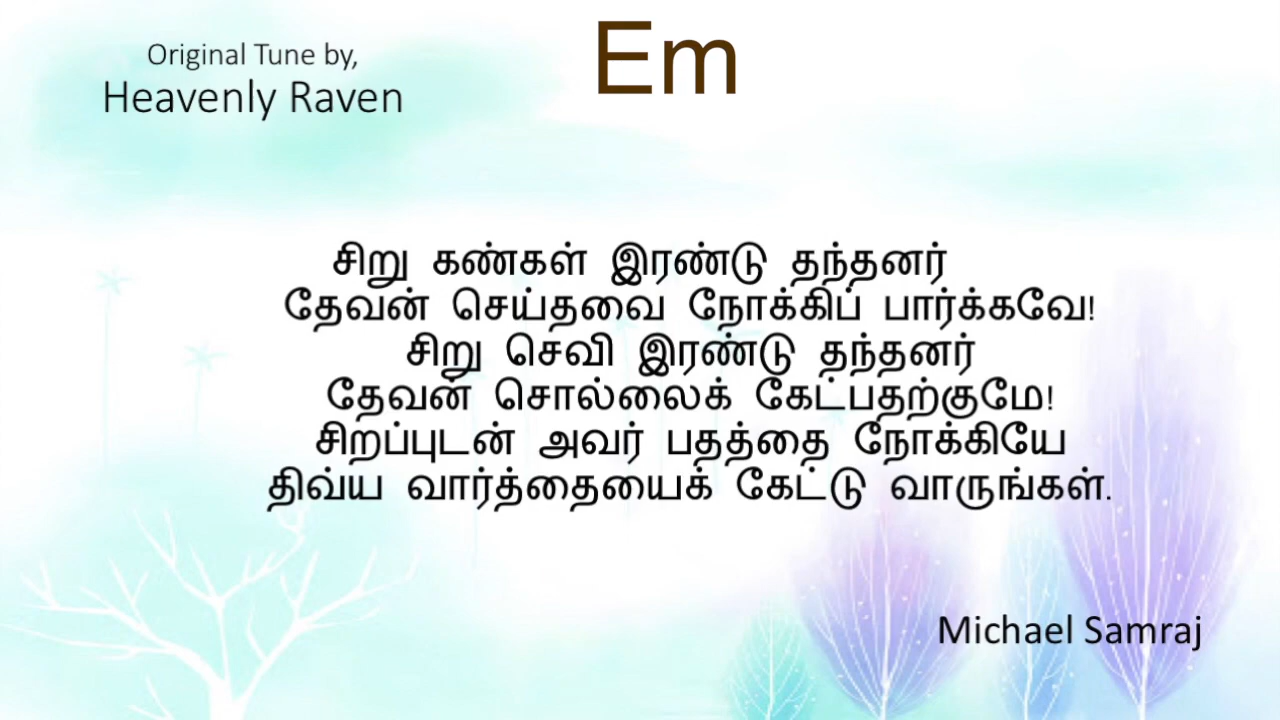 Original Tune by,
Heavenly Raven
Em
சிறு கண்கள் இரண்டு தந்தனர்
தேவன் செய்தவை நோக்கிப் பார்க்கவே!
சிறு செவி இரண்டு தந்தனர்
தேவன் சொல்லைக் கேட்பதற்குமே!
சிறப்புடன் அவர் பதத்தை நோக்கியே
திவ்ய வார்த்தையைக் கேட்டு வாருங்கள்.
Michael Samraj